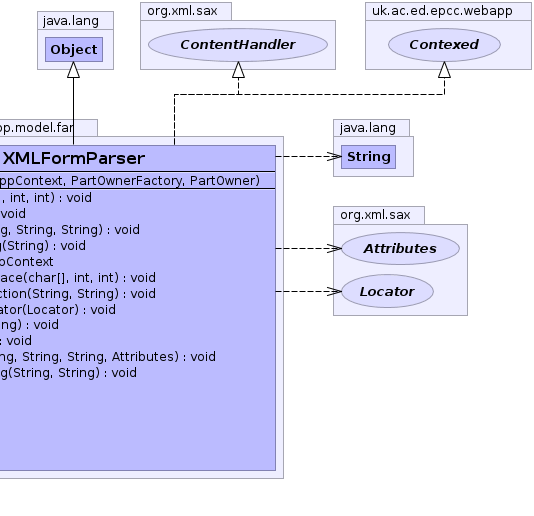 java.lang
Object
org.xml.sax
ContentHandler
uk.ac.ed.epcc.webapp
Contexed
op.model.far
XMLFormParser
ppContext, PartOwnerFactory, PartOwner)
, int, int) : void
void
g, String, String) : void
g(String) : void
pContext
ace(char[], int, int) : void
ction(String, String) : void
ator(Locator) : void
ng) : void
: void
ng, String, String, Attributes) : void
g(String, String) : void
java.lang
String
org.xml.sax
Attributes
Locator